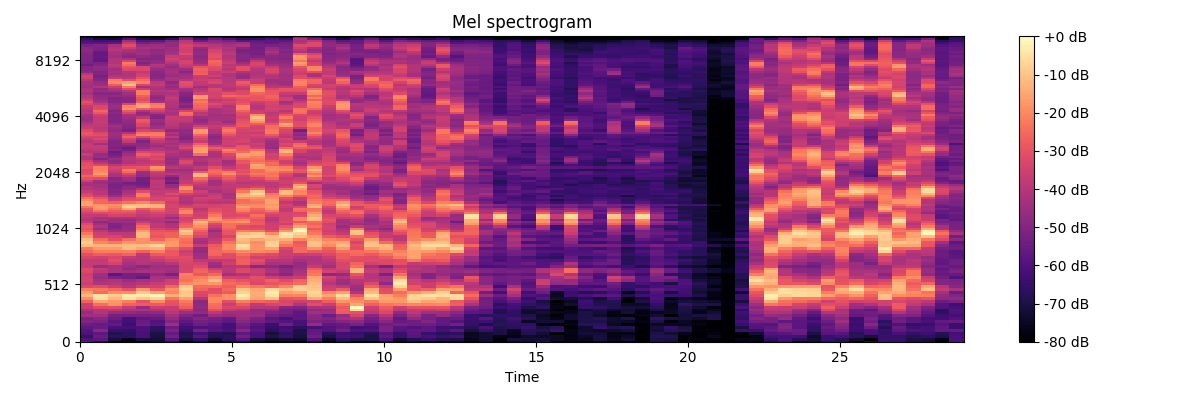 Mel spectrogram
8192
4096
2048
1024
512
0
Hz
0 5 10 15 20 25
Time
+0 dB
-10 dB
-20 dB
-30 dB
-40 dB
-50 dB
-60 dB
-70 dB
-80 dB